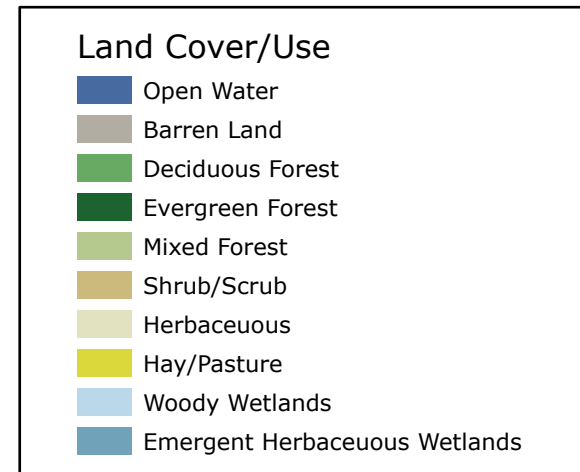 Land Cover/Use
Open Water
Barren Land
Deciduous Forest
Evergreen Forest
Mixed Forest
Shrub/Scrub
Herbaceuous
Hay/Pasture
Woody Wetlands
Emergent Herbaceuous Wetlands